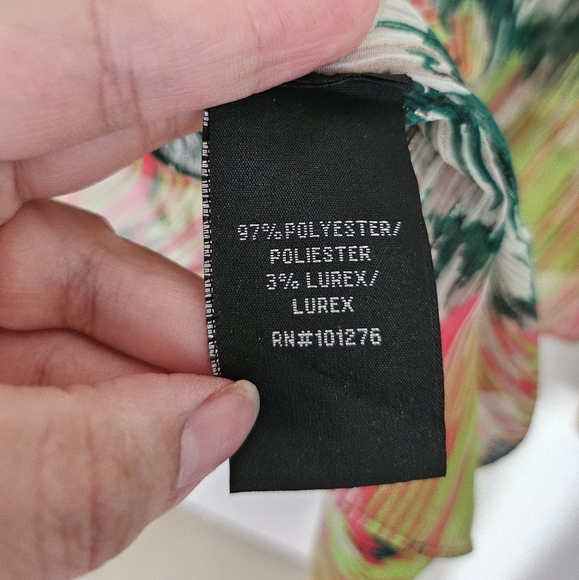 97% POLYESTER/
POLIESTER
3% LUREX/
LUREX
RN#101276